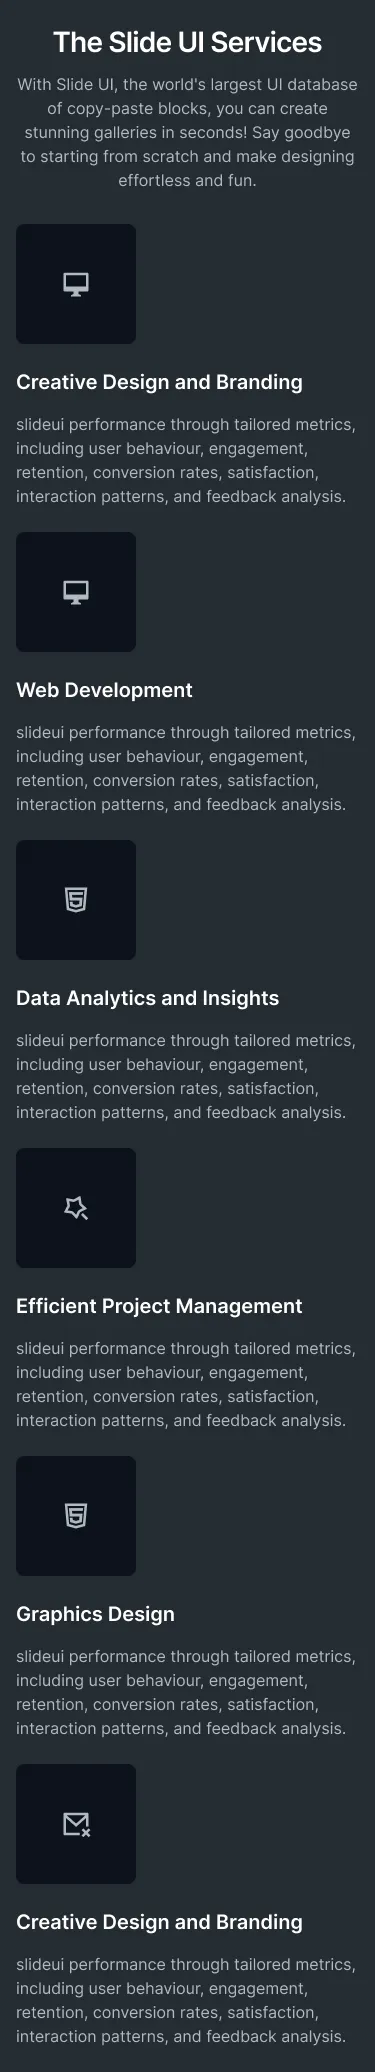 The Slide UI Services
With Slide UI, the world's largest UI database
of copy-paste blocks, you can create
stunning galleries in seconds! Say goodbye
to starting from scratch and make designing
effortless and fun.
Creative Design and Branding
slideui performance through tailored metrics,
including user behaviour, engagement,
retention, conversion rates, satisfaction,
interaction patterns, and feedback analysis.
Web Development
slideui performance through tailored metrics,
including user behaviour, engagement,
retention, conversion rates, satisfaction,
interaction patterns, and feedback analysis.
5
Data Analytics and Insights
slideui performance through tailored metrics,
including user behaviour, engagement,
retention, conversion rates, satisfaction,
interaction patterns, and feedback analysis.
Efficient Project Management
slideui performance through tailored metrics,
including user behaviour, engagement,
retention, conversion rates, satisfaction,
interaction patterns, and feedback analysis.
5
Graphics Design
slideui performance through tailored metrics,
including user behaviour, engagement,
retention, conversion rates, satisfaction,
interaction patterns, and feedback analysis.
Creative Design and Branding
slideui performance through tailored metrics,
including user behaviour, engagement,
retention, conversion rates, satisfaction,
interaction patterns, and feedback analysis.